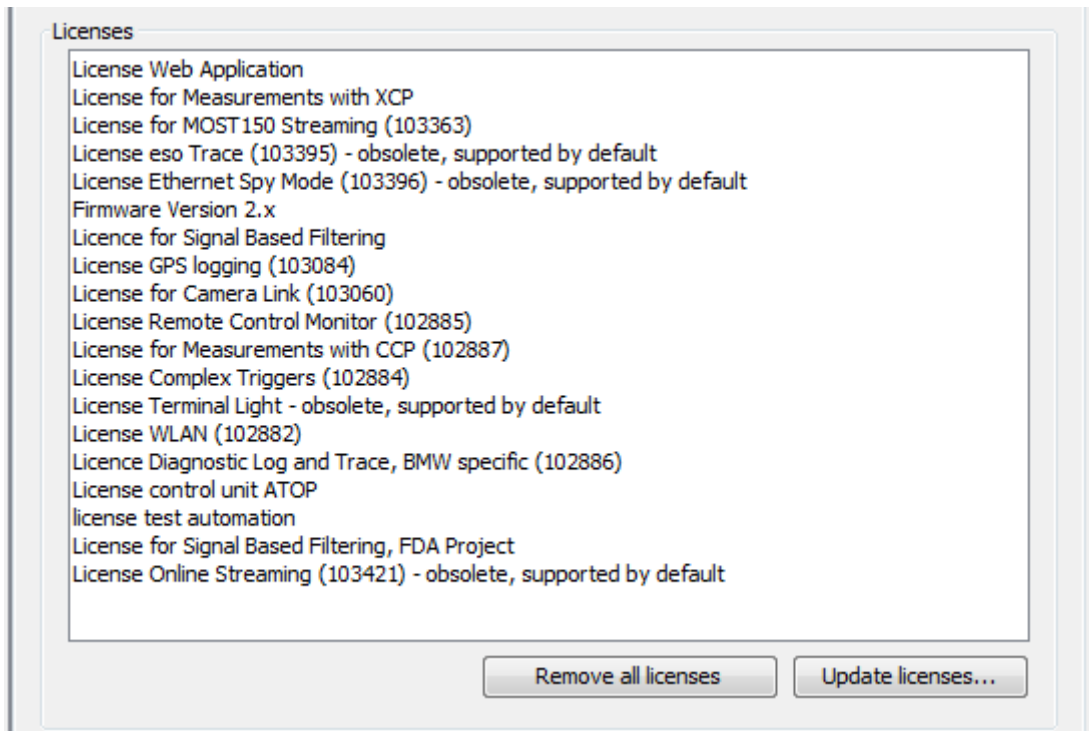 Licenses
License Web Application
License for Measurements with XCP
License for MOST150 Streaming (103363)
License eso Trace (103395) - obsolete, supported by default
License Ethernet Spy Mode (103396) - obsolete, supported by default
Firmware Version 2.x
Licence for Signal Based Filtering
License GPS logging (103084)
License for Camera Link (103060)
License Remote Control Monitor (102885)
License for Measurements with CCP (102887)
License Complex Triggers (102884)
License Terminal Light - obsolete, supported by default
License WLAN (102882)
Licence Diagnostic Log and Trace, BMW specific (102886)
License control unit ATOP
license test automation
License for Signal Based Filtering, FDA Project
License Online Streaming (103421) - obsolete, supported by default
Remove all licenses Update licenses...